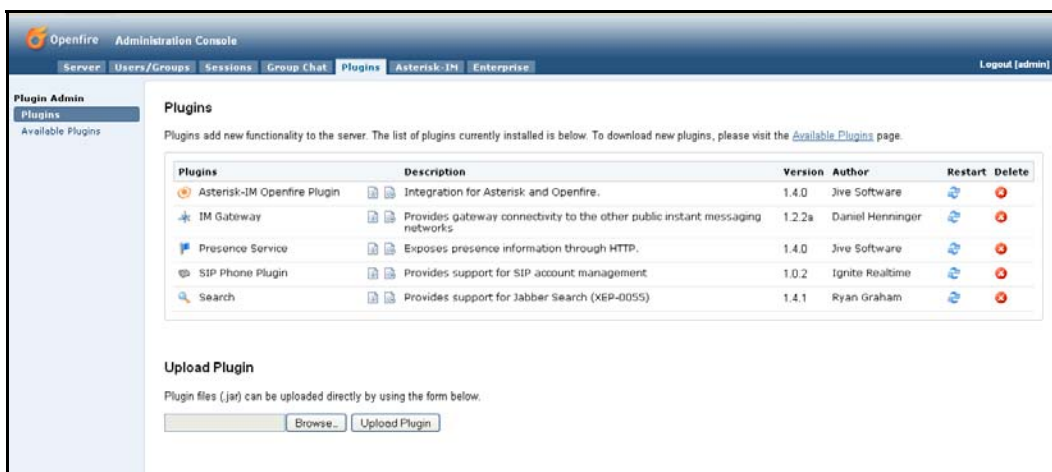 Openfire Administration Console
Server Users/Groups Sessions Group Chat Plugins Asterisk-IM Enterprise
Logout [admin]
Plugin Admin
Plugins
Available Plugins
Plugins
Plugins add new functionality to the server. The list of plugins currently installed is below. To download new plugins, please visit the Available Plugins page.
Plugins Description Version Author Restart Delete
Asterisk-IM Openfire Plugin Integration for Asterisk and Openfire. 1.4.0 Jive Software
IM Gateway Provides gateway connectivity to the other public instant messaging networks 1.2.2a Daniel Henninger
Presence Service Exposes presence information through HTTP. 1.4.0 Jive Software
SIP Phone Plugin Provides support for SIP account management 1.0.2 Ignite Realtime
Search Provides support for Jabber Search (XEP-0055) 1.4.1 Ryan Graham
Upload Plugin
Plugin files (.jar) can be uploaded directly by using the form below.
Browse... Upload Plugin